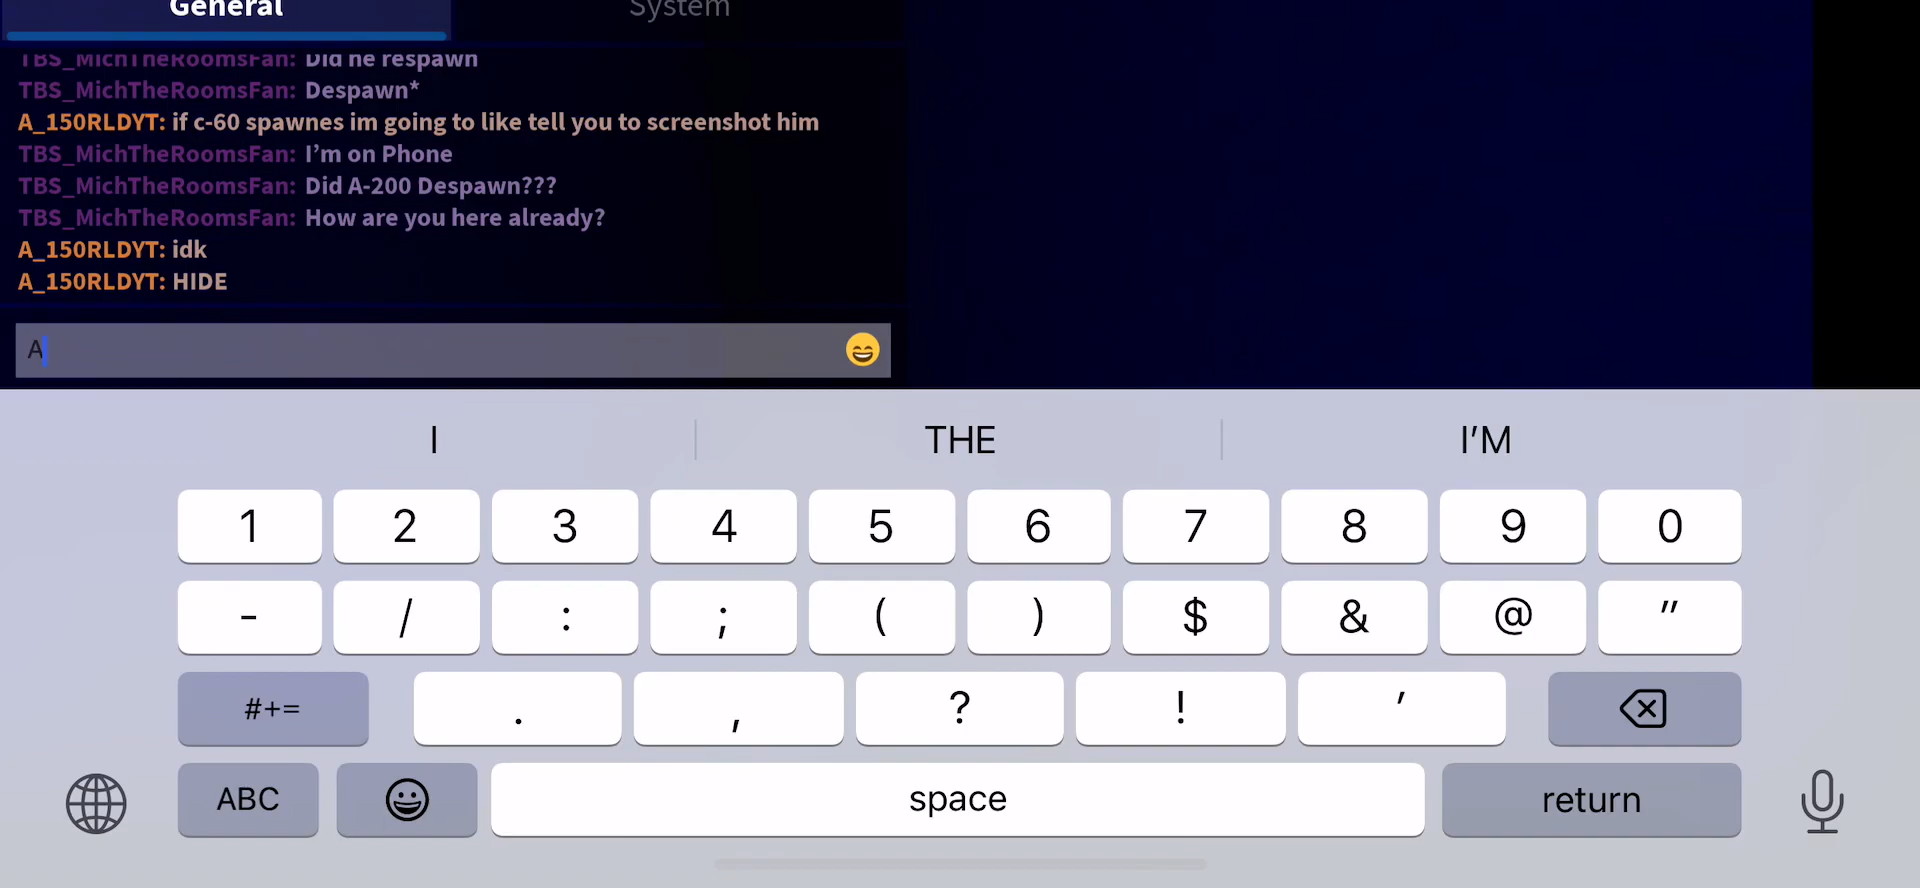 General
System
TBS_MichTheRoomsFan: Did he respawn
TBS_MichTheRoomsFan: Despawn*
A_150RLDYT: if c-60 spawnes im going to like tell you to screenshot him
TBS_MichTheRoomsFan: I’m on Phone
TBS_MichTheRoomsFan: Did A-200 Despawn???
TBS_MichTheRoomsFan: How are you here already?
A_150RLDYT: idk
A_150RLDYT: HIDE
A
I THE I’M
1 2 3 4 5 6 7 8 9 0
- / : ; ( ) $ & @ "
#+= . , ? ! ’
ABC space return